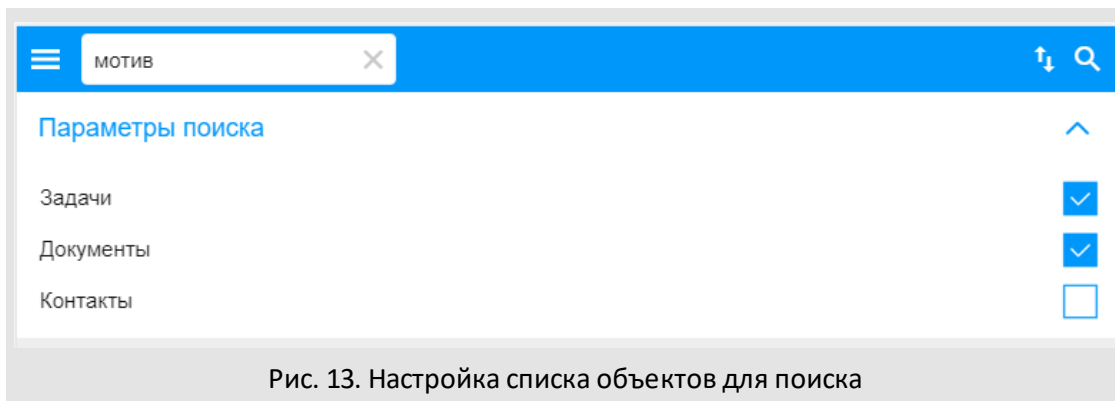 мотив
Параметры поиска
Задачи
Документы
Контакты
Рис. 13. Настройка списка объектов для поиска